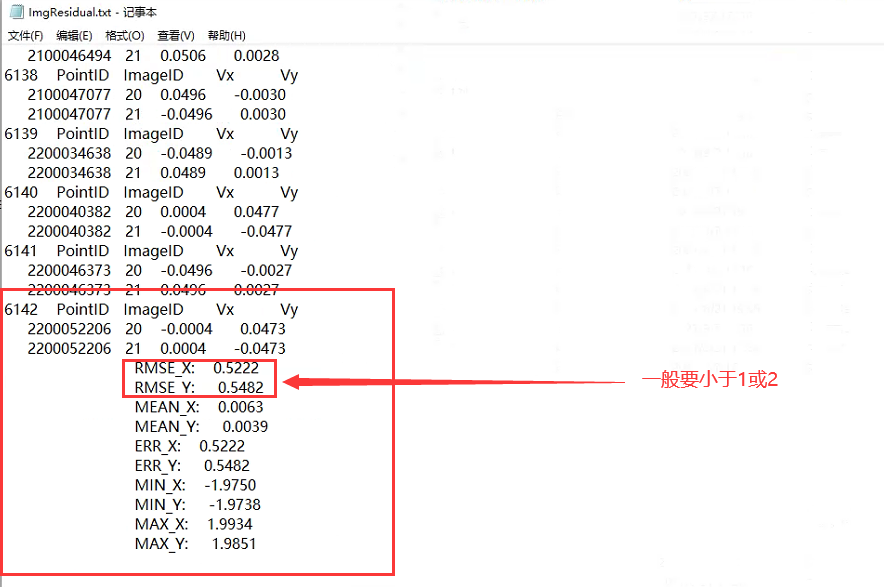 ImgResidual.txt - 记事本
文件(F) 编辑(E) 格式(O) 查看(V) 帮助(H)
2100046494 21 0.0506 0.0028
6138 PointID ImageID Vx Vy
2100047077 20 0.0496 -0.0030
2100047077 21 -0.0496 0.0030
6139 PointID ImageID Vx Vy
2200034638 20 -0.0489 -0.0013
2200034638 21 0.0489 0.0013
6140 PointID ImageID Vx Vy
2200040382 20 0.0004 0.0477
2200040382 21 -0.0004 -0.0477
6141 PointID ImageID Vx Vy
2200046373 20 -0.0496 -0.0027
2200046373 21 0.0496 0.0027
6142 PointID ImageID Vx Vy
2200052206 20 -0.0004 0.0473
2200052206 21 0.0004 -0.0473
RMSE_X: 0.5222
RMSE_Y: 0.5482
一般要小于1或2
MEAN_X: 0.0063
MEAN_Y: 0.0039
ERR_X: 0.5222
ERR_Y: 0.5482
MIN_X: -1.9750
MIN_Y: -1.9738
MAX_X: 1.9934
MAX_Y: 1.9851